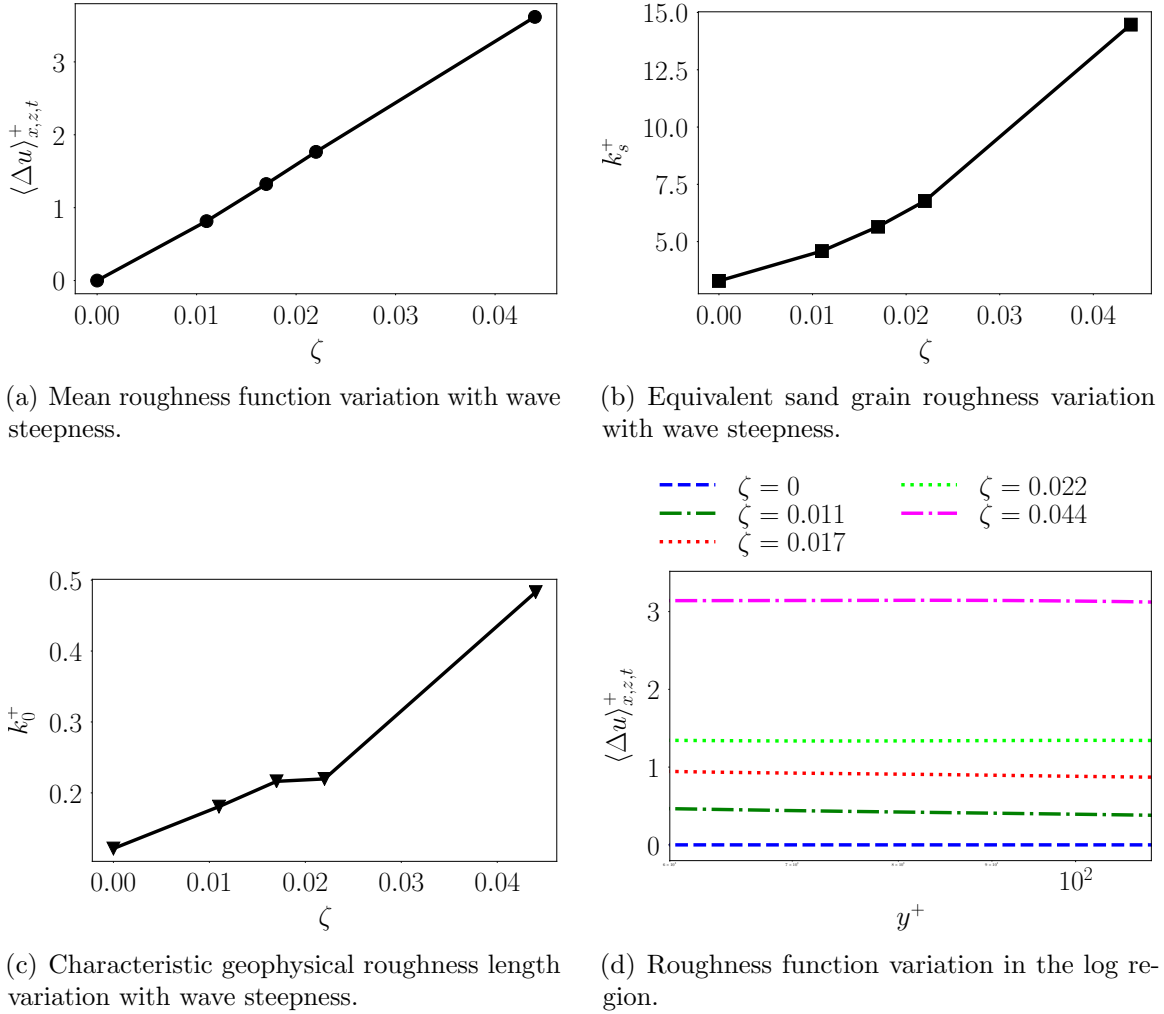 3
2
1
0
⟨Δu⟩⁺x,z,t
0.00 0.01 0.02 0.03 0.04
ζ
(a) Mean roughness function variation with wave
steepness.
15.0
12.5
15.0
10.0
7.5
5.0
kₛ⁺
0.00 0.01 0.02 0.03 0.04
ζ
(b) Equivalent sand grain roughness variation
with wave steepness.
0.5
0.4
0.3
0.2
k₀⁺
0.00 0.01 0.02 0.03 0.04
ζ
(c) Characteristic geophysical roughness length
variation with wave steepness.
ζ = 0
ζ = 0.011
ζ = 0.017
ζ = 0.022
ζ = 0.044
3
2
1
0
⟨Δu⟩⁺x,z,t
10²
y⁺
(d) Roughness function variation in the log re-
gion.